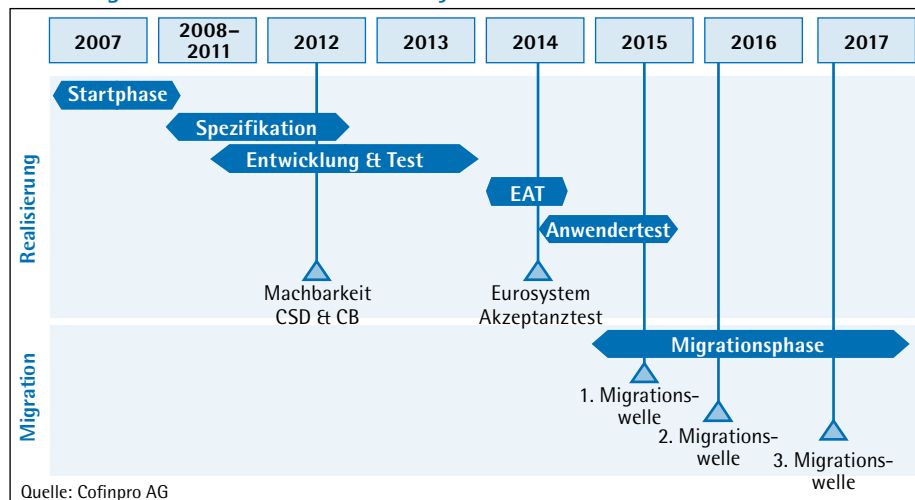 2007
2008–
2011
2012
2013
2014
2015
2016
2017
Realisierung
Startphase
Spezifikation
Entwicklung & Test
EAT
Anwendertest
Machbarkeit
CSD & CB
Eurosystem
Akzeptanztest
Migration
Migrationsphase
1. Migrations-
welle
2. Migrations-
welle
3. Migrations-
welle
Quelle: Cofinpro AG